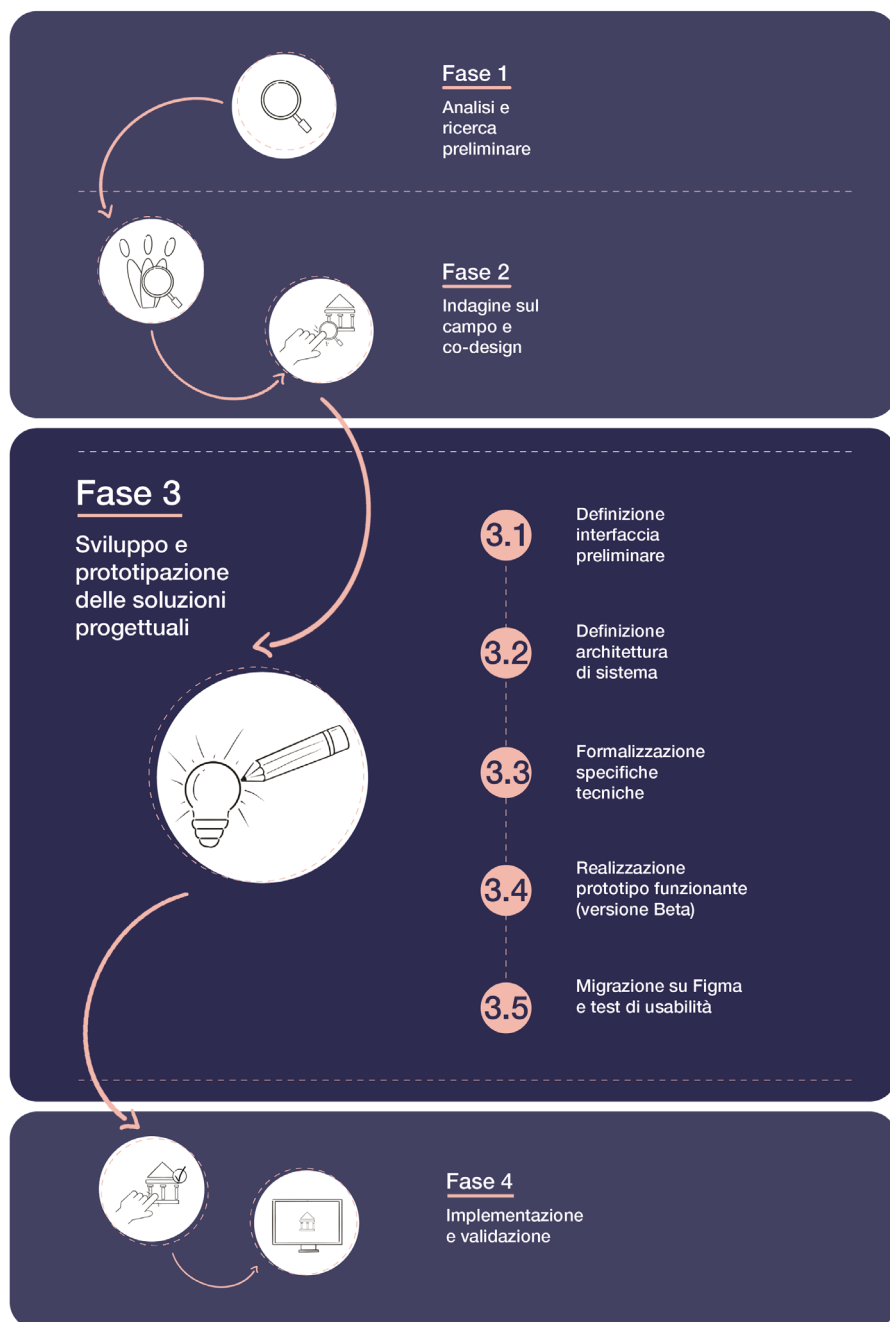 Fase 1
Analisi e
ricerca
preliminare
Fase 2
Indagine sul
campo e
co-design
Fase 3
Sviluppo e
prototipazione
delle soluzioni
progettuali
3.1
Definizione
interfaccia
preliminare
3.2
Definizione
architettura
di sistema
3.3
Formalizzazione
specifiche
tecniche
3.4
Realizzazione
prototipo funzionante
(versione Beta)
3.5
Migrazione su Figma
e test di usabilità
Fase 4
Implementazione
e validazione